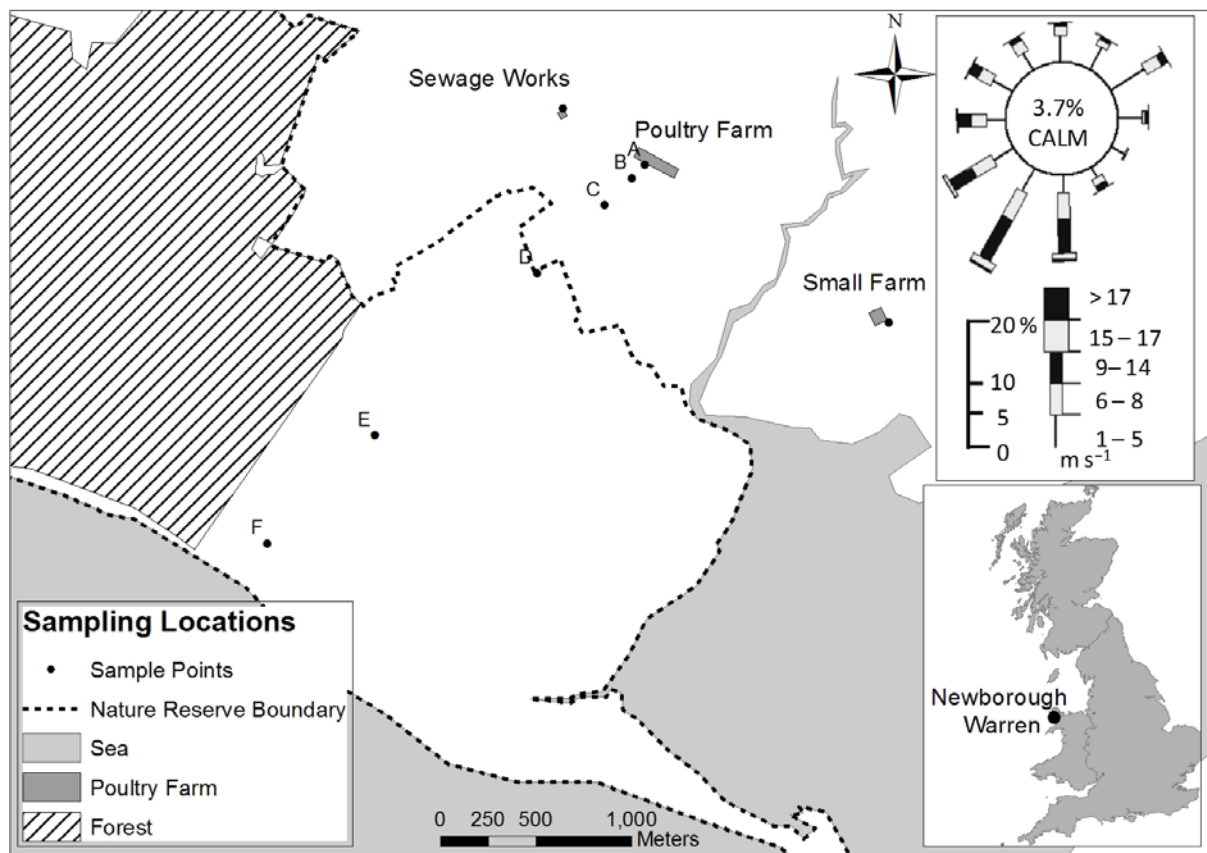 N
Sewage Works
Poultry Farm
A
B
C
D
Small Farm
E
F
3.7%
CALM
20 %
10
5
0
> 17
15 – 17
9 – 14
6 – 8
1 – 5
m s⁻¹
Newborough
Warren
Sampling Locations
Sample Points
Nature Reserve Boundary
Sea
Poultry Farm
Forest
0 250 500 1,000
Meters